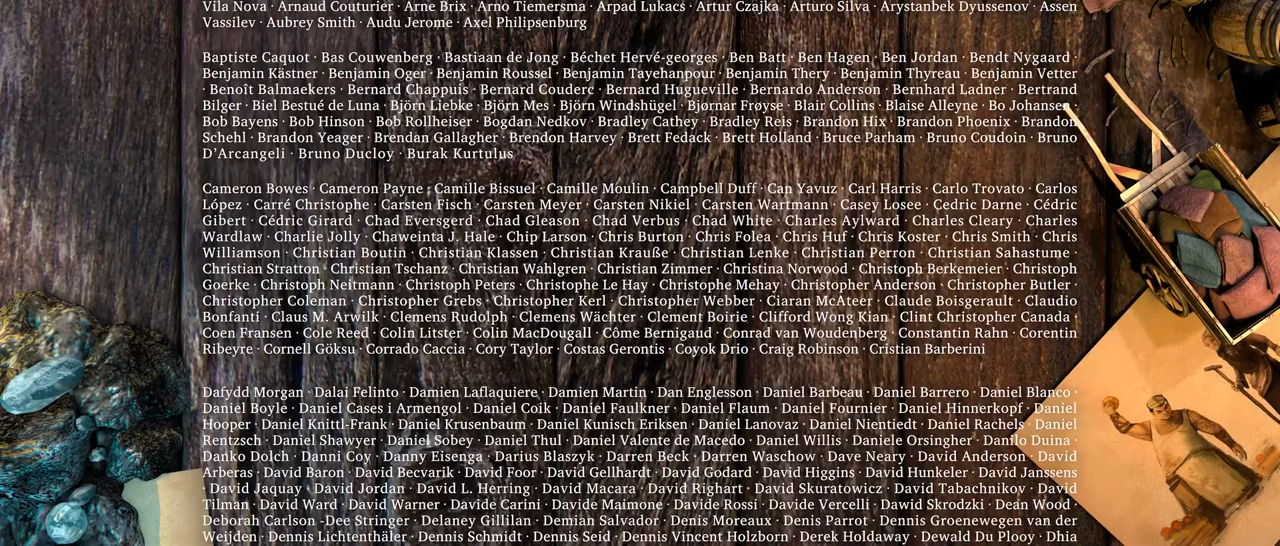 Vila Nova · Arnaud Couturier · Arne Brix · Arno Tiemersma · Arpad Lukacs · Artur Czajka · Arturo Silva · Arystanbek Dyussenov · Assen
Vassilev · Aubrey Smith · Audu Jerome · Axel Philipsenburg
Baptiste Caquot · Bas Couwenberg · Bastiaan de Jong · Béchet Hervé-georges · Ben Batt · Ben Hagen · Ben Jordan · Bendt Nygaard ·
Benjamin Kästner · Benjamin Oger · Benjamin Roussel · Benjamin Tayehanpour · Benjamin Thery · Benjamin Thyreau · Benjamin Vetter
· Benoît Balmaekers · Bernard Chappuis · Bernard Couderc · Bernard Hugueville · Bernardo Anderson · Bernhard Ladner · Bertrand
Bilger · Biel Bestué de Luna · Björn Liebke · Björn Mes · Björn Windshügel · Bjørnar Frøyse · Blair Collins · Blaise Alleyne · Bo Johansen ·
Bob Bayens · Bob Hinson · Bob Rollheiser · Bogdan Nedkov · Bradley Cathey · Bradley Reis · Brandon Hix · Brandon Phoenix · Brandon
Schehl · Brandon Yeager · Brendan Gallagher · Brendon Harvey · Brett Fedack · Brett Holland · Bruce Parham · Bruno Coudoin · Bruno
D'Arcangeli · Bruno Ducloy · Burak Kurtuluş
Cameron Bowes · Cameron Payne · Camille Bissuel · Camille Moulin · Campbell Duff · Can Yavuz · Carl Harris · Carlo Trovato · Carlos
López · Carré Christophe · Carsten Fisch · Carsten Meyer · Carsten Nikiel · Carsten Wartmann · Casey Losee · Çedric Darne · Cédric
Gibert · Cédric Girard · Chad Eversgerd · Chad Gleason · Chad Verbus · Chad White · Charles Aylward · Charles Cleary · Charles
Wardlaw · Charlie Jolly · Chaweinta J. Hale · Chip Larson · Chris Burton · Chris Folea · Chris Huf · Chris Koster · Chris Smith · Chris
Williamson · Christian Boutin · Christian Klassen · Christian Krauße · Christian Lenke · Christian Perron · Christian Sahastume ·
Christian Stratton · Christian Tschanz · Christian Wahlgren · Christian Zimmer · Christina Norwood · Christoph Berkemeier · Christoph
Goerke · Christoph Neitmann · Christoph Peters · Christophe Le Hay · Christophe Mehay · Christopher Anderson · Christopher Butler ·
Christopher Coleman · Christopher Grebs · Christopher Kerl · Christopher Webber · Ciaran McAteer · Claude Boisgerault · Claudio
Bonfanti · Claus M. Arwilk · Clemens Rudolph · Clemens Wächter · Clement Boirie · Clifford Wong Kian · Clint Christopher Canada ·
Coen Fransen · Cole Reed · Colin Litster · Colin MacDougall · Côme Bernigaud · Conrad van Woudenberg · Constantin Rahn · Corentin
Ribeyre · Cornell Göksu · Corrado Caccia · Cory Taylor · Costas Gerontis · Coyok Drio · Craig Robinson · Cristian Barberini
Dafydd Morgan · Dalai Felinto · Damien Laflaquiere · Damien Martin · Dan Englesson · Daniel Barbeau · Daniel Barrero · Daniel Blanco ·
Daniel Boyle · Daniel Cases i Armengol · Daniel Coik · Daniel Faulkner · Daniel Flaum · Daniel Fournier · Daniel Hinnerkopf · Daniel
Hooper · Daniel Knittl-Frank · Daniel Krusenbaum · Daniel Kunisch Eriksen · Daniel Lanovaz · Daniel Nientiedt · Daniel Rachels · Daniel
Rentzsch · Daniel Shawyer · Daniel Sobey · Daniel Thul · Daniel Valente de Macedo · Daniel Willis · Daniele Orsingher · Danilo Duina ·
Danko Dolch · Danni Coy · Danny Eisenga · Darius Blaszyk · Darren Beck · Darren Waschow · Dave Neary · David Anderson · David
Arberas · David Baron · David Becvarik · David Foor · David Gellhardt · David Godard · David Higgins · David Hunkeler · David Janssens
· David Jaquay · David Jordan · David L. Herring · David Macara · David Righart · David Skuratowicz · David Tabachnikov · David
Tilman · David Ward · David Warner · Davide Carini · Davide Maimone · Davide Rossi · Davide Vercelli · Dawid Skrodzki · Dean Wood ·
Deborah Carlson -Dee Stringer · Delaney Gillilan · Demian Salvador · Denis Moreaux · Denis Parrot · Dennis Groenewegen van der
Weijden · Dennis Lichtenthäler · Dennis Schmidt · Dennis Seid · Dennis Vincent Holzborn · Derek Holdaway · Dewald Du Plooy · Dhia